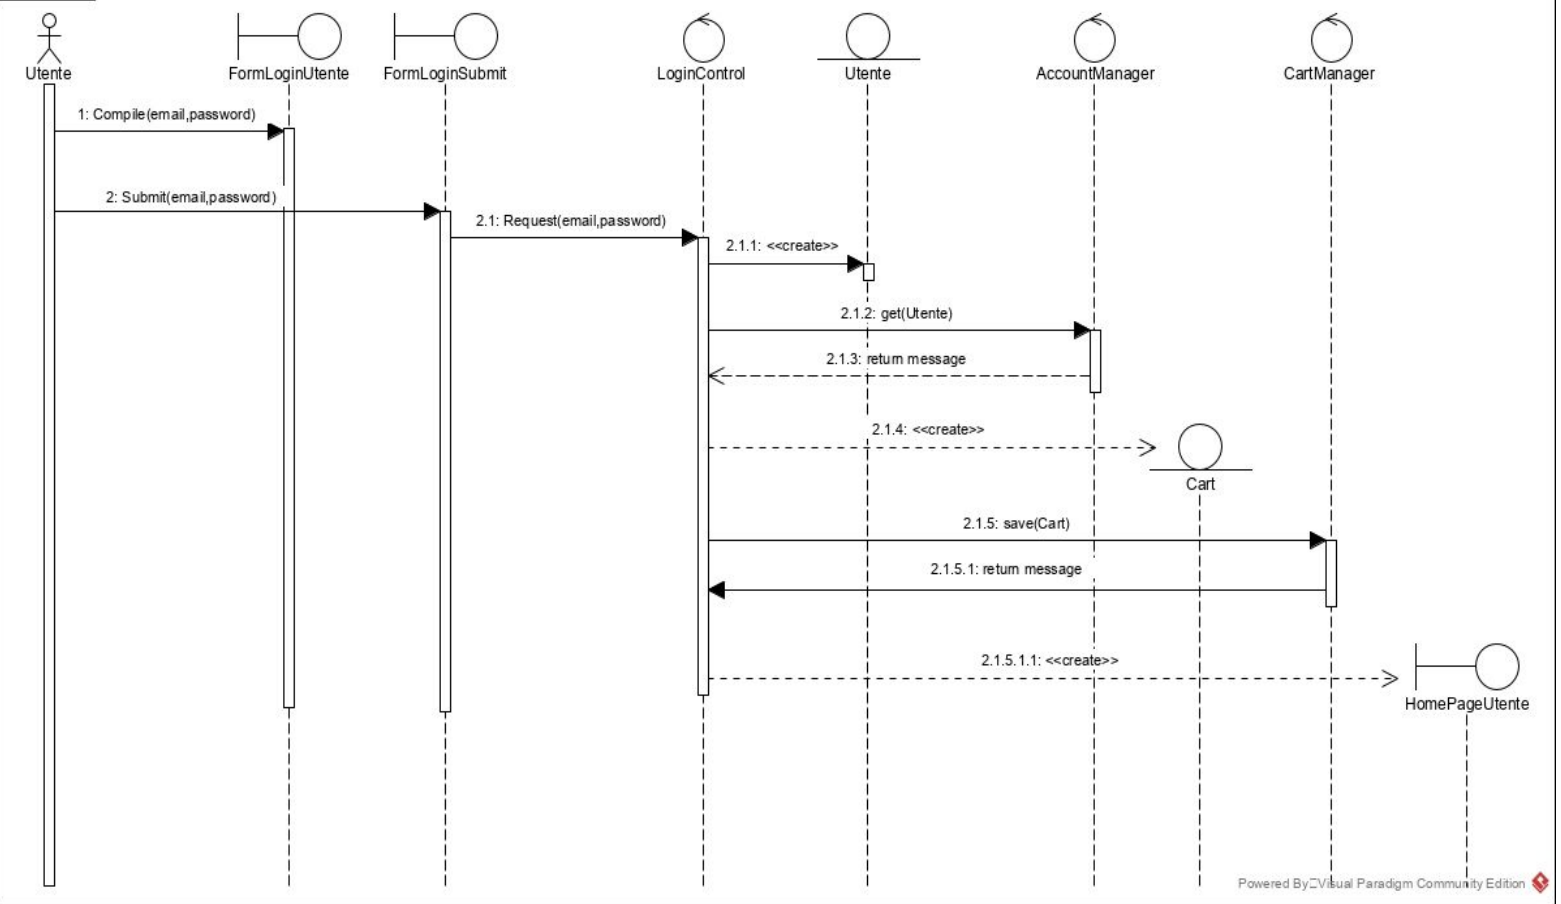 Utente
FormLoginUtente
FormLoginSubmit
LoginControl
Utente
AccountManager
CartManager
1: Compile(email,password)
2: Submit(email,password)
2.1: Request(email,password)
2.1.1: <<create>>
2.1.2: get(Utente)
2.1.3: return message
2.1.4: <<create>>
Cart
2.1.5: save(Cart)
2.1.5.1: return message
2.1.5.1.1: <<create>>
HomePageUtente
Powered By Visual Paradigm Community Edition